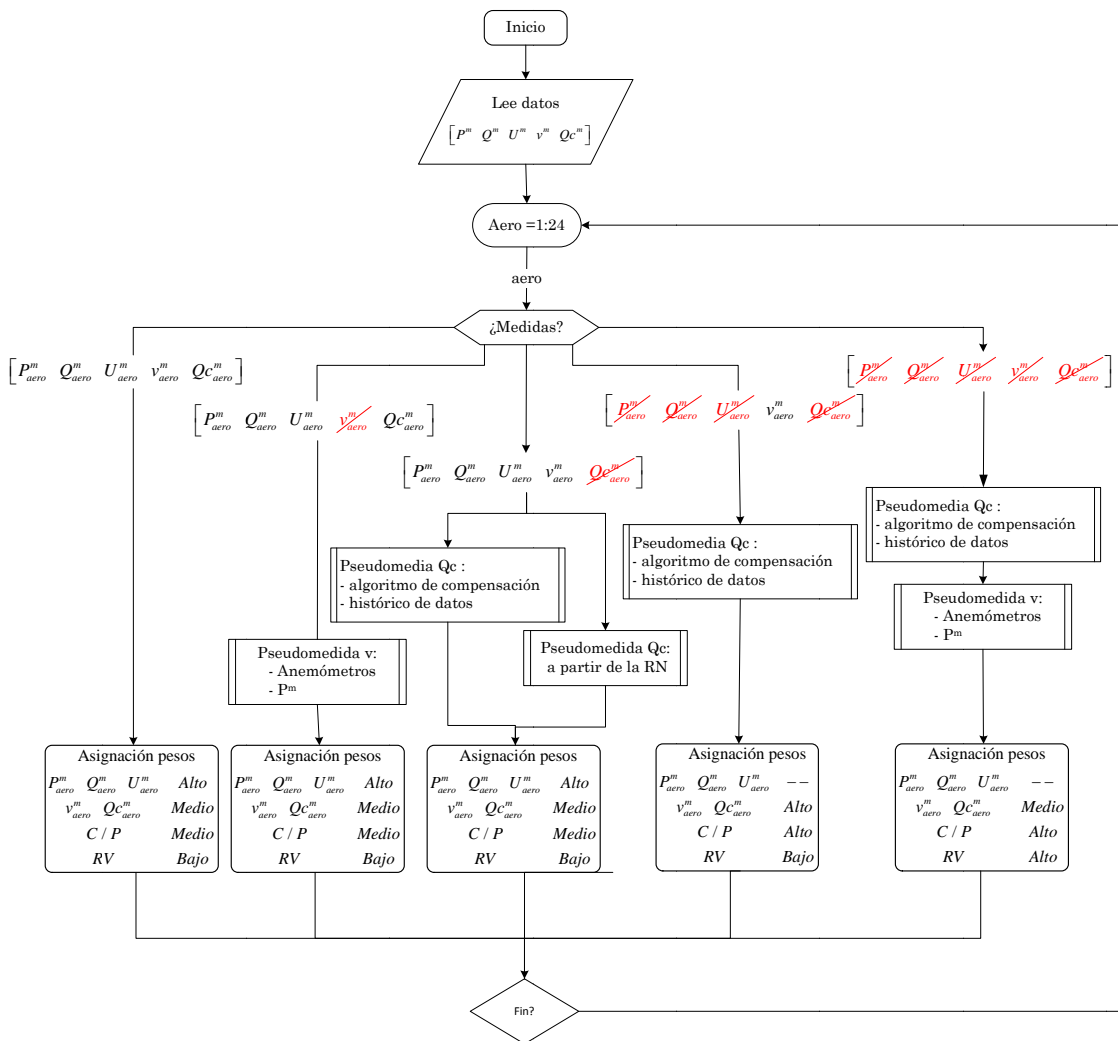 Inicio
Lee datos
[P^m Q^m U^m v^m Qc^m]
Aero =1:24
aero
¿Medidas?
[P^m_aero Q^m_aero U^m_aero v^m_aero Qc^m_aero]
[P^m_aero Q^m_aero U^m_aero v^m_aero Qc^m_aero]
[P^m_aero Q^m_aero U^m_aero v^m_aero Qc^m_aero]
[P^m_aero Q^m_aero U^m_aero v^m_aero Qc^m_aero]
[P^m_aero Q^m_aero U^m_aero v^m_aero Qc^m_aero]
Pseudomedida v:
- Anemómetros
- P^m
Pseudomedia Qc :
- algoritmo de compensación
- histórico de datos
Pseudomedida Qc:
a partir de la RN
Pseudomedia Qc :
- algoritmo de compensación
- histórico de datos
Pseudomedia Qc :
- algoritmo de compensación
- histórico de datos
Pseudomedida v:
- Anemómetros
- P^m
Asignación pesos
P^m_aero Q^m_aero U^m_aero Alto
v^m_aero Qc^m_aero Medio
C / P Medio
RV Bajo
Asignación pesos
P^m_aero Q^m_aero U^m_aero Alto
v^m_aero Qc^m_aero Medio
C / P Medio
RV Bajo
Asignación pesos
P^m_aero Q^m_aero U^m_aero Alto
v^m_aero Qc^m_aero Medio
C / P Medio
RV Bajo
Asignación pesos
P^m_aero Q^m_aero U^m_aero --
v^m_aero Qc^m_aero Alto
C / P Alto
RV Bajo
Asignación pesos
P^m_aero Q^m_aero U^m_aero --
v^m_aero Qc^m_aero Medio
C / P Alto
RV Alto
Fin?